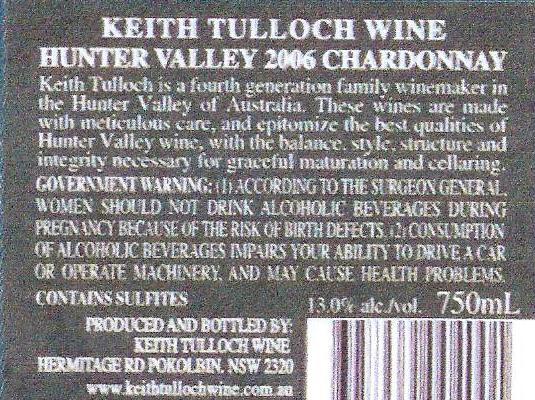 KEITH TULLOCH WINE
HUNTER VALLEY 2006 CHARDONNAY
Keith Tulloch is a fourth generation family winemaker in
the Hunter Valley of Australia. These wines are made
with meticulous care, and epitomize the best qualities of
Hunter Valley wine, with the balance, style, structure and
integrity necessary for graceful maturation and cellaring.
GOVERNMENT WARNING: (1) ACCORDING TO THE SURGEON GENERAL,
WOMEN SHOULD NOT DRINK ALCOHOLIC BEVERAGES DURING
PREGNANCY BECAUSE OF THE RISK OF BIRTH DEFECTS. (2) CONSUMPTION
OF ALCOHOLIC BEVERAGES IMPAIRS YOUR ABILITY TO DRIVE A CAR
OR OPERATE MACHINERY, AND MAY CAUSE HEALTH PROBLEMS.
CONTAINS SULFITES
13.0% alc./vol. 750mL
PRODUCED AND BOTTLED BY:
KEITH TULLOCH WINE
HERMITAGE RD POKOLBIN. NSW 2320
www.keithtullochwine.com.au